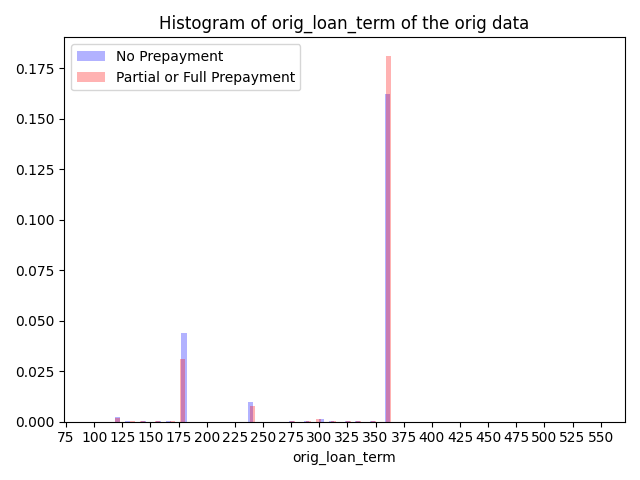 Histogram of orig_loan_term of the orig data
No Prepayment
Partial or Full Prepayment
0.175
0.150
0.125
0.100
0.075
0.050
0.025
0.000
75 100 125 150 175 200 225 250 275 300 325 350 375 400 425 450 475 500 525 550
orig_loan_term